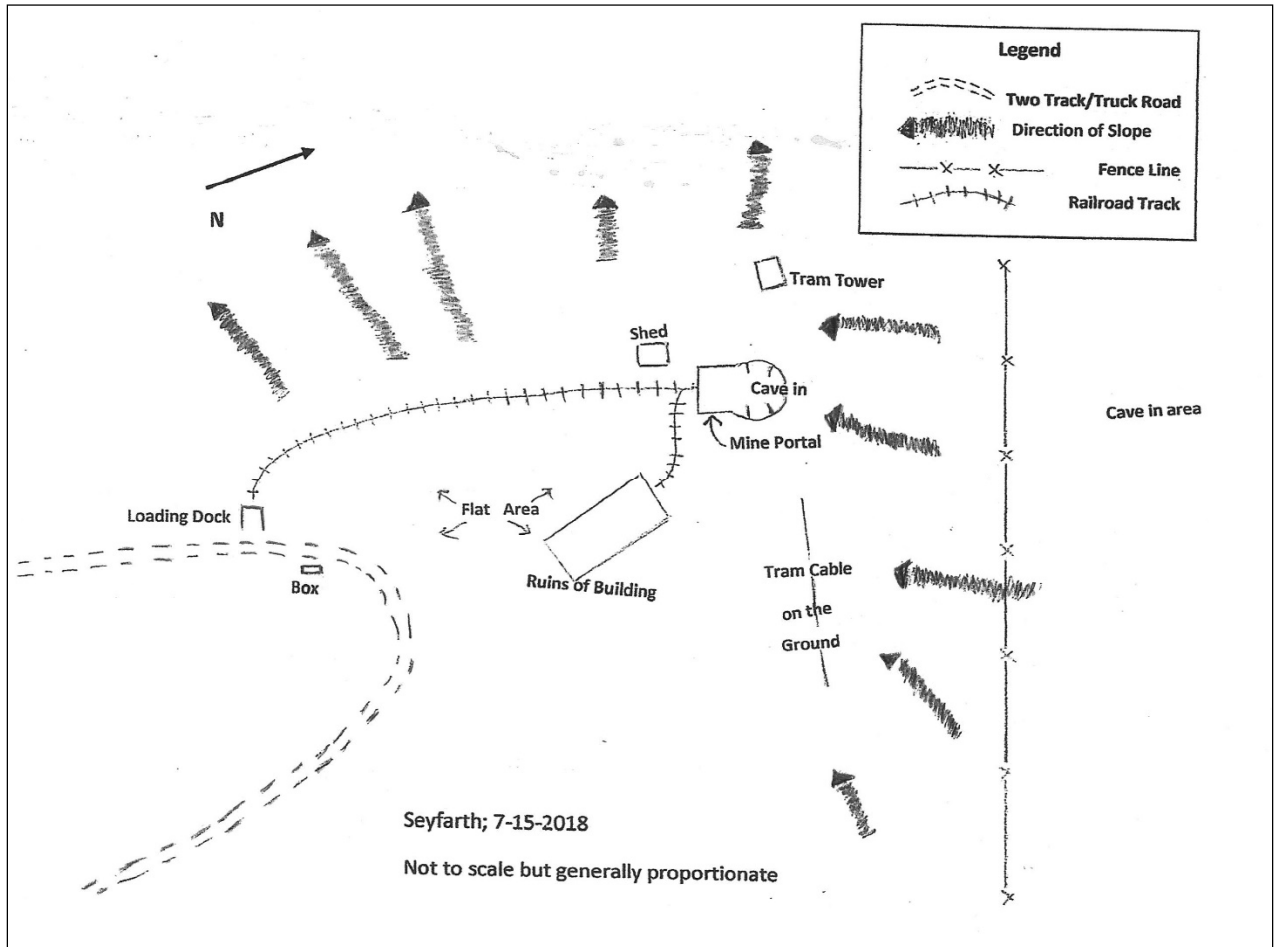 Legend
Two Track/Truck Road
Direction of Slope
Fence Line
Railroad Track
N
Tram Tower
Shed
Cave in
Cave in area
Mine Portal
Loading Dock
Flat Area
Box
Ruins of Building
Tram Cable
on the
Ground
Seyfarth; 7-15-2018
Not to scale but generally proportionate